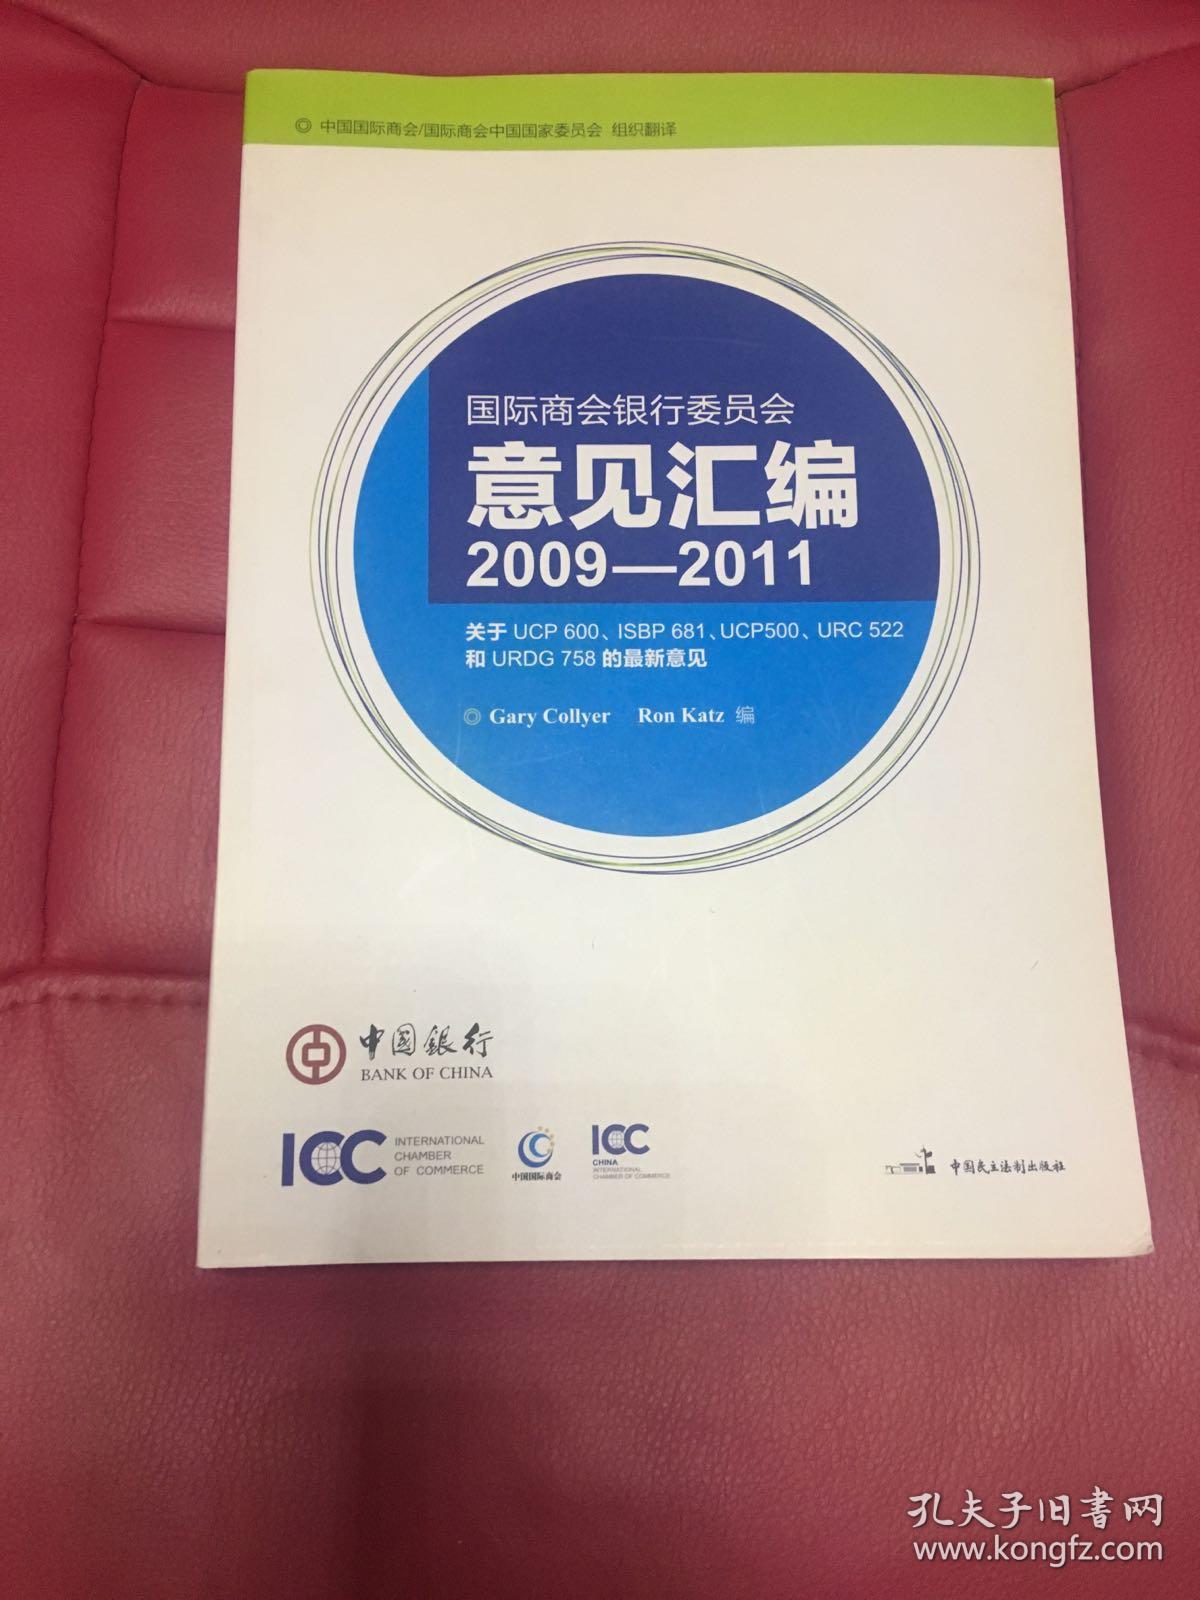 ◎ 中国国际商会/国际商会中国国家委员会 组织翻译
国际商会银行委员会
意见汇编
2009—2011
关于 UCP 600、ISBP 681、UCP500、URC 522
和 URDG 758 的最新意见
◎ Gary Collyer Ron Katz 编
中国銀行
BANK OF CHINA
ICC
INTERNATIONAL
CHAMBER
OF COMMERCE
中国国际商会
ICC
CHINA
INTERNATIONAL
CHAMBER OF COMMERCE
中国民主法制出版社
孔夫子旧书网
www.kongfz.com